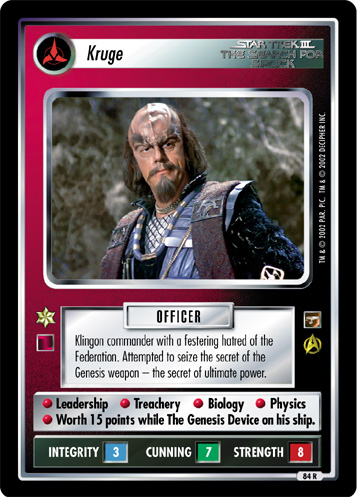 Kruge
STAR TREK III
THE SEARCH FOR
SPOCK
TM & © 2002 PAR. PIC. TM & © 2002 DECIPHER INC.
OFFICER
Klingon commander with a festering hatred of the
Federation. Attempted to seize the secret of the
Genesis weapon – the secret of ultimate power.
• Leadership • Treachery • Biology • Physics
• Worth 15 points while The Genesis Device on his ship.
INTEGRITY 3 CUNNING 7 STRENGTH 8
84 R